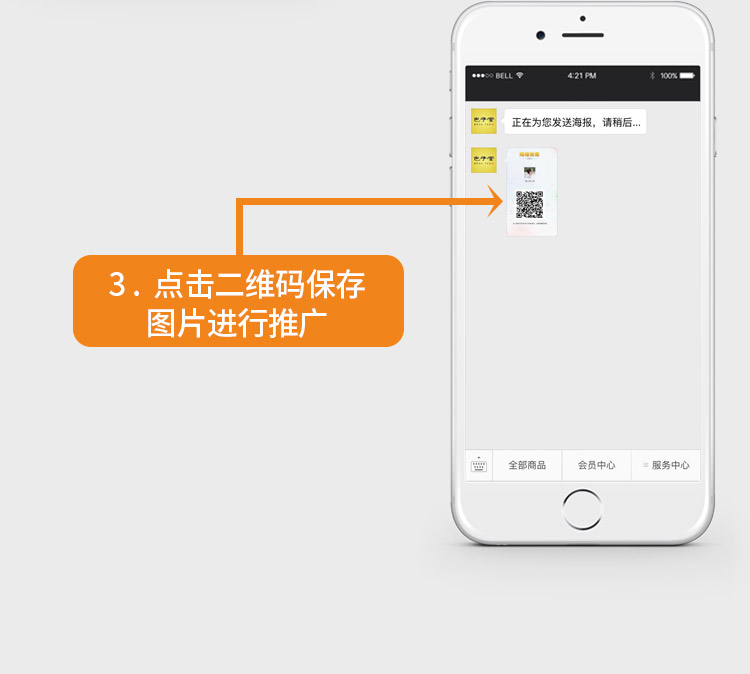 ●●●○○ BELL 4:21 PM 100%
正在为您发送海报，请稍后...
3. 点击二维码保存
图片进行推广
全部商品 会员中心 ≡ 服务中心